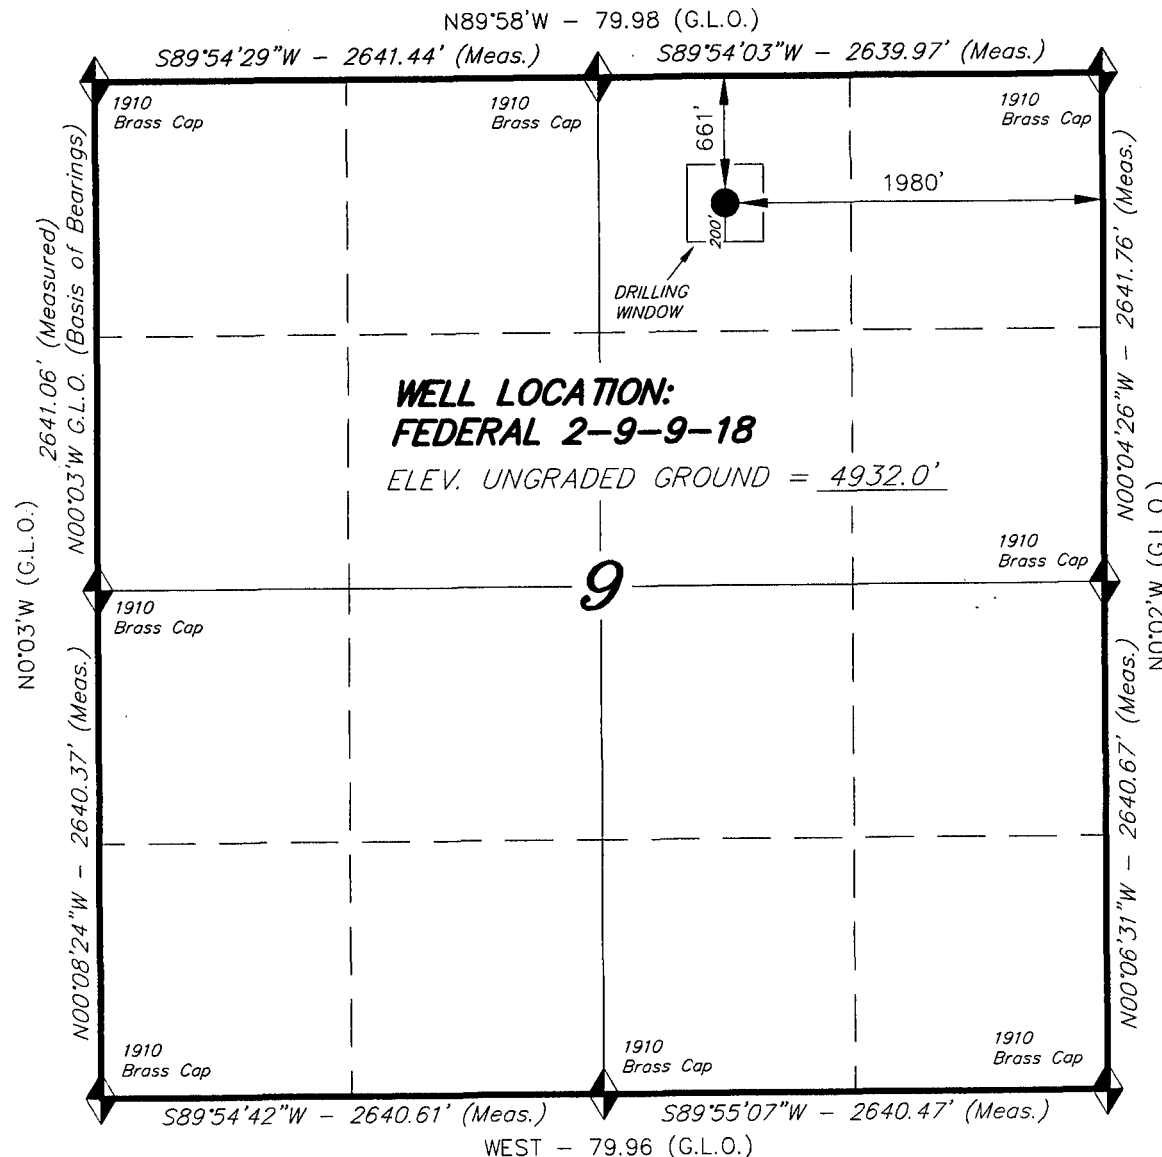 N89°58'W - 79.98 (G.L.O.)
S89°54'29"W - 2641.44' (Meas.)
S89°54'03"W - 2639.97' (Meas.)
1910
Brass Cap
1910
Brass Cap
1910
Brass Cap
661'
1980'
200'
DRILLING
WINDOW
2641.06' (Measured)
N00°03'W G.L.O. (Basis of Bearings)
N00°04'26"W - 2641.76' (Meas.)
WELL LOCATION:
FEDERAL 2-9-9-18
ELEV. UNGRADED GROUND = 4932.0'
N0°03'W (G.L.O.)
N0°02'W (G.L.O.)
1910
Brass Cap
9
1910
Brass Cap
N00°08'24"W - 2640.37' (Meas.)
N00°06'31"W - 2640.67' (Meas.)
1910
Brass Cap
1910
Brass Cap
1910
Brass Cap
S89°54'42"W - 2640.61' (Meas.)
S89°55'07"W - 2640.47' (Meas.)
WEST - 79.96 (G.L.O.)